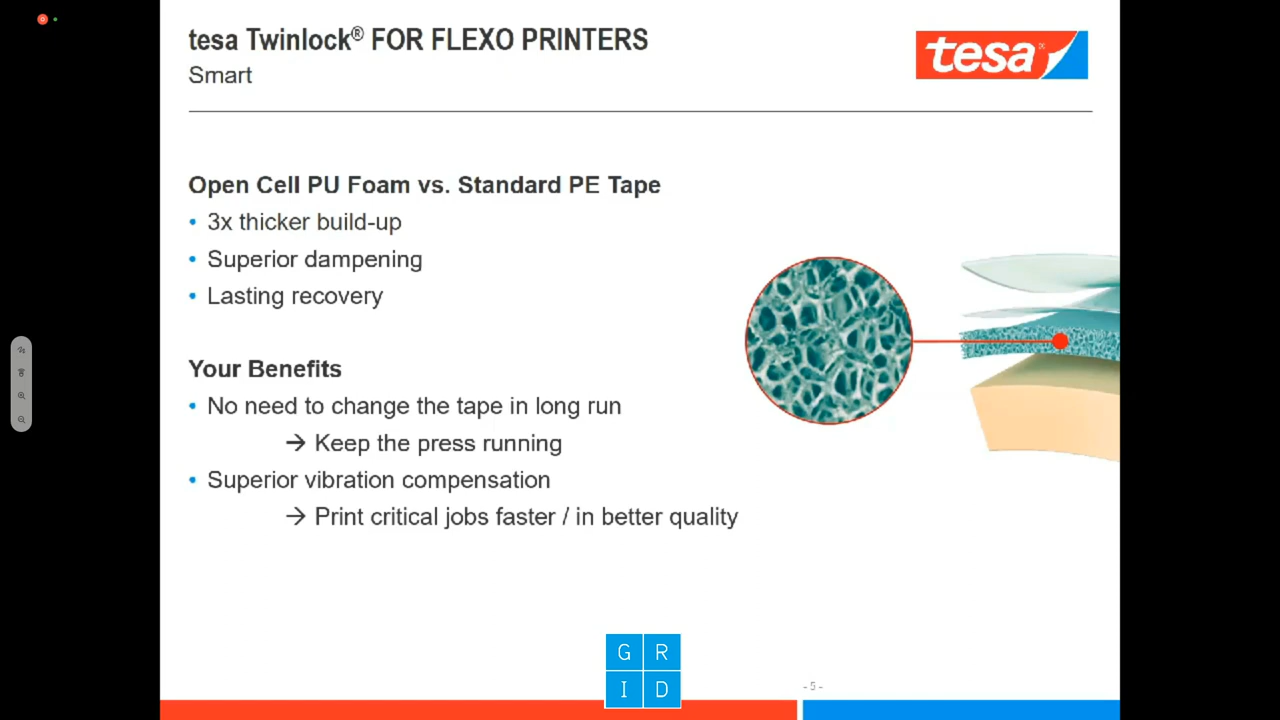 tesa Twinlock® FOR FLEXO PRINTERS
Smart
tesa®
Open Cell PU Foam vs. Standard PE Tape
• 3x thicker build-up
• Superior dampening
• Lasting recovery
Your Benefits
• No need to change the tape in long run
→ Keep the press running
• Superior vibration compensation
→ Print critical jobs faster / in better quality
G R
I D
- 5 -